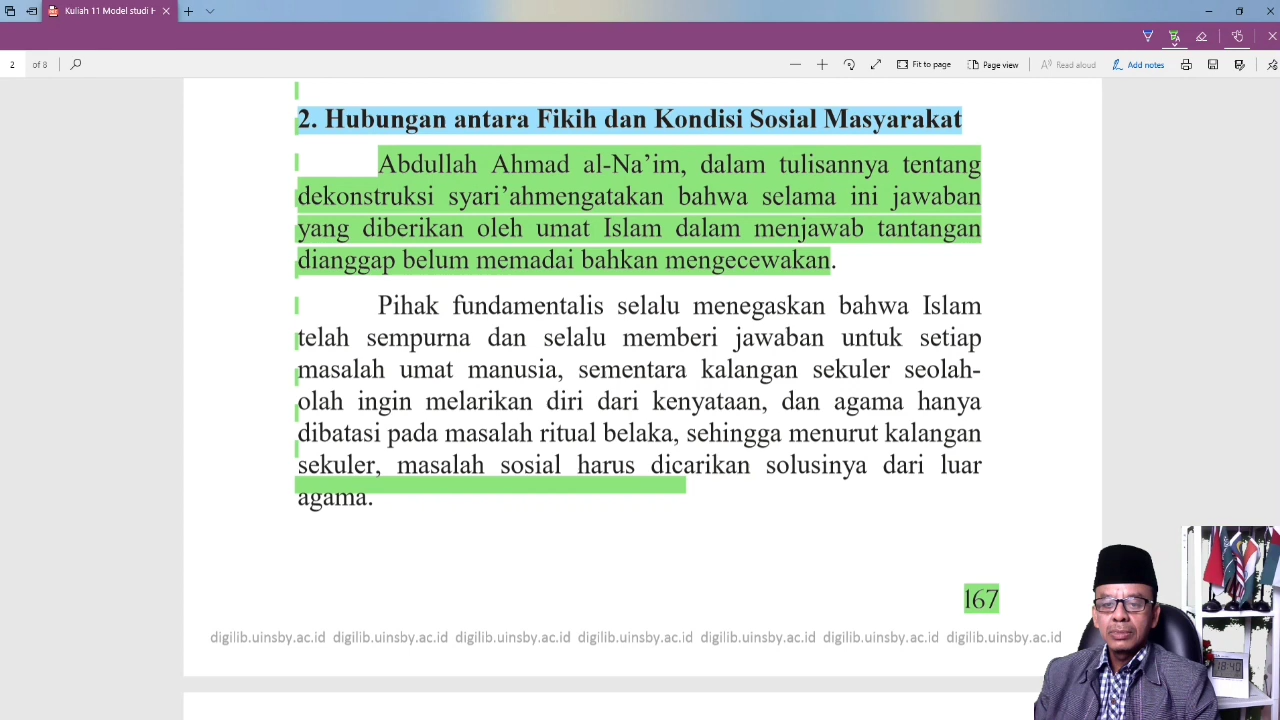 Kuliah 11 Model studi H
2 of 8
Fit to page
Page view
Read aloud
Add notes
2. Hubungan antara Fikih dan Kondisi Sosial Masyarakat
Abdullah Ahmad al-Na’im, dalam tulisannya tentang
dekonstruksi syari’ahmengatakan bahwa selama ini jawaban
yang diberikan oleh umat Islam dalam menjawab tantangan
dianggap belum memadai bahkan mengecewakan.
Pihak fundamentalis selalu menegaskan bahwa Islam
telah sempurna dan selalu memberi jawaban untuk setiap
masalah umat manusia, sementara kalangan sekuler seolah-
olah ingin melarikan diri dari kenyataan, dan agama hanya
dibatasi pada masalah ritual belaka, sehingga menurut kalangan
sekuler, masalah sosial harus dicarikan solusinya dari luar
agama.
167
digilib.uinsby.ac.id digilib.uinsby.ac.id digilib.uinsby.ac.id digilib.uinsby.ac.id digilib.uinsby.ac.id digilib.uinsby.ac.id digilib.uinsby.ac.id
18:40